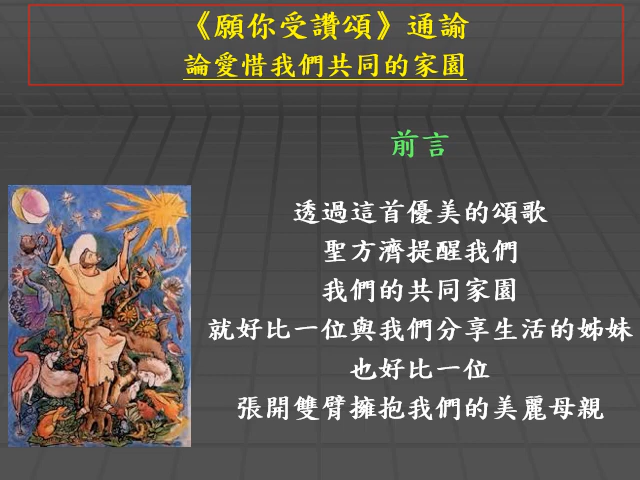 《願你受讚頌》通諭
論愛惜我們共同的家園
前言
透過這首優美的頌歌
聖方濟提醒我們
我們的共同家園
就好比一位與我們分享生活的姊妹
也好比一位
張開雙臂擁抱我們的美麗母親